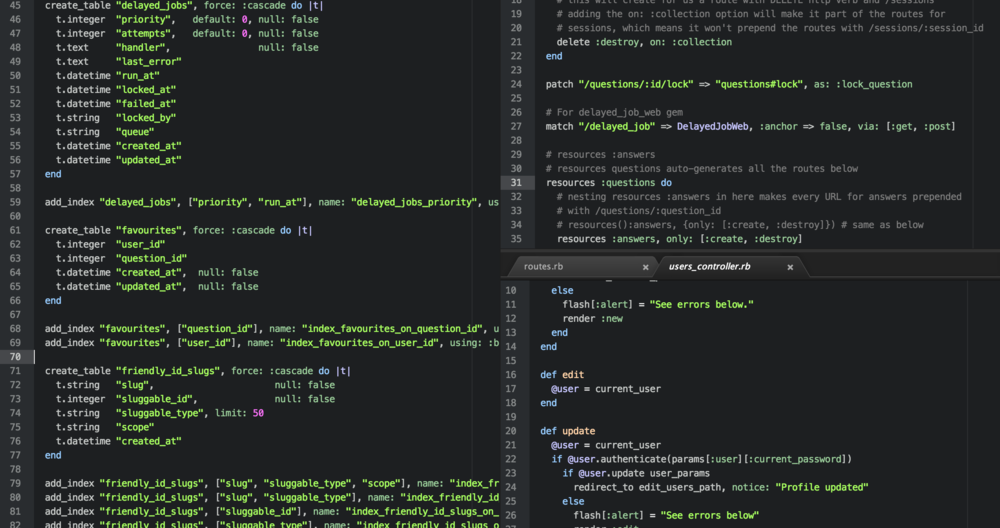 45 create_table "delayed_jobs", force: :cascade do |t|
46 t.integer "priority", default: 0, null: false
47 t.integer "attempts", default: 0, null: false
48 t.text "handler", null: false
49 t.text "last_error"
50 t.datetime "run_at"
51 t.datetime "locked_at"
52 t.datetime "failed_at"
53 t.string "locked_by"
54 t.string "queue"
55 t.datetime "created_at"
56 t.datetime "updated_at"
57 end
58
59 add_index "delayed_jobs", ["priority", "run_at"], name: "delayed_jobs_priority", us
60
61 create_table "favourites", force: :cascade do |t|
62 t.integer "user_id"
63 t.integer "question_id"
64 t.datetime "created_at", null: false
65 t.datetime "updated_at", null: false
66 end
67
68 add_index "favourites", ["question_id"], name: "index_favourites_on_question_id", u
69 add_index "favourites", ["user_id"], name: "index_favourites_on_user_id", using: :b
70
71 create_table "friendly_id_slugs", force: :cascade do |t|
72 t.string "slug", null: false
73 t.integer "sluggable_id", null: false
74 t.string "sluggable_type", limit: 50
75 t.string "scope"
76 t.datetime "created_at"
77 end
78
79 add_index "friendly_id_slugs", ["slug", "sluggable_type", "scope"], name: "index_fr
80 add_index "friendly_id_slugs", ["slug", "sluggable_type"], name: "index_friendly_id
81 add_index "friendly_id_slugs", ["sluggable_id"], name: "index_friendly_id_slugs_on_
82 add_index "friendly_id_slugs", ["sluggable_type"], name: "index_friendly_id_slugs_o
18 # this will create for us a route with DELETE http verb and /sessions
19 # adding the on: :collection option will make it part of the routes for
20 # sessions, which means it won't prepend the routes with /sessions/:session_id
21 delete :destroy, on: :collection
22 end
23
24 patch "/questions/:id/lock" => "questions#lock", as: :lock_question
25
26 # For delayed_job_web gem
27 match "/delayed_job" => DelayedJobWeb, :anchor => false, via: [:get, :post]
28
29 # resources :answers
30 # resources questions auto-generates all the routes below
31 resources :questions do
32 # nesting resources :answers in here makes every URL for answers prepended
33 # with /questions/:question_id
34 # resources():answers, {only: [:create, :destroy]}) # same as below
35 resources :answers, only: [:create, :destroy]
routes.rb × users_controller.rb ×
10 else
11 flash[:alert] = "See errors below."
12 render :new
13 end
14 end
15
16 def edit
17 @user = current_user
18 end
19
20 def update
21 @user = current_user
22 if @user.authenticate(params[:user][:current_password])
23 if @user.update user_params
24 redirect_to edit_users_path, notice: "Profile updated"
25 else
26 flash[:alert] = "See errors below"
27 render :edit